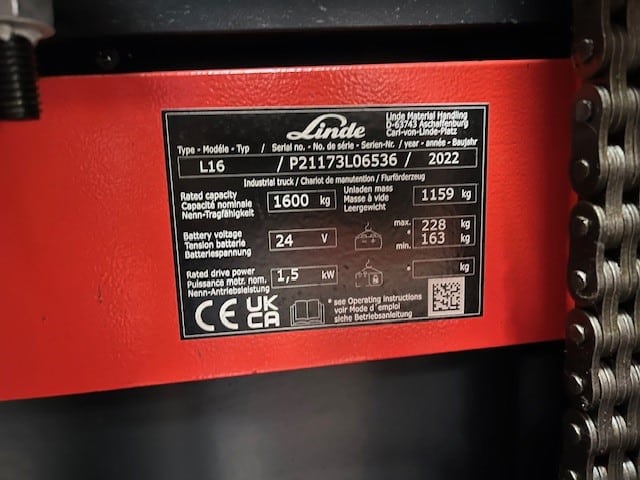 Linde
Linde Material Handling
D-63743 Aschaffenburg
Carl-von-Linde-Platz
Type - Modéle - Typ / Serial no. - No. de série - Serien-Nr. / year - année - Baujahr
L16 / P21173L06536 / 2022
Industrial truck / Chariot de manutention / Flurförderzeug
Rated capacity
Capacité nominale
Nenn-Tragfähigkeit
1600 kg
Unladen mass
Masse à vide
Leergewicht
1159 kg
Battery voltage
Tension batterie
Batteriespannung
24 V
max. 228 kg
*
min. 163 kg
Rated drive power
Puissance mot. nom.
Nenn-Antriebsleistung
1,5 kW
* kg
CE UK
CA
*see Operating instructions
voir Mode d´emploi
siehe Betriebsanleitung